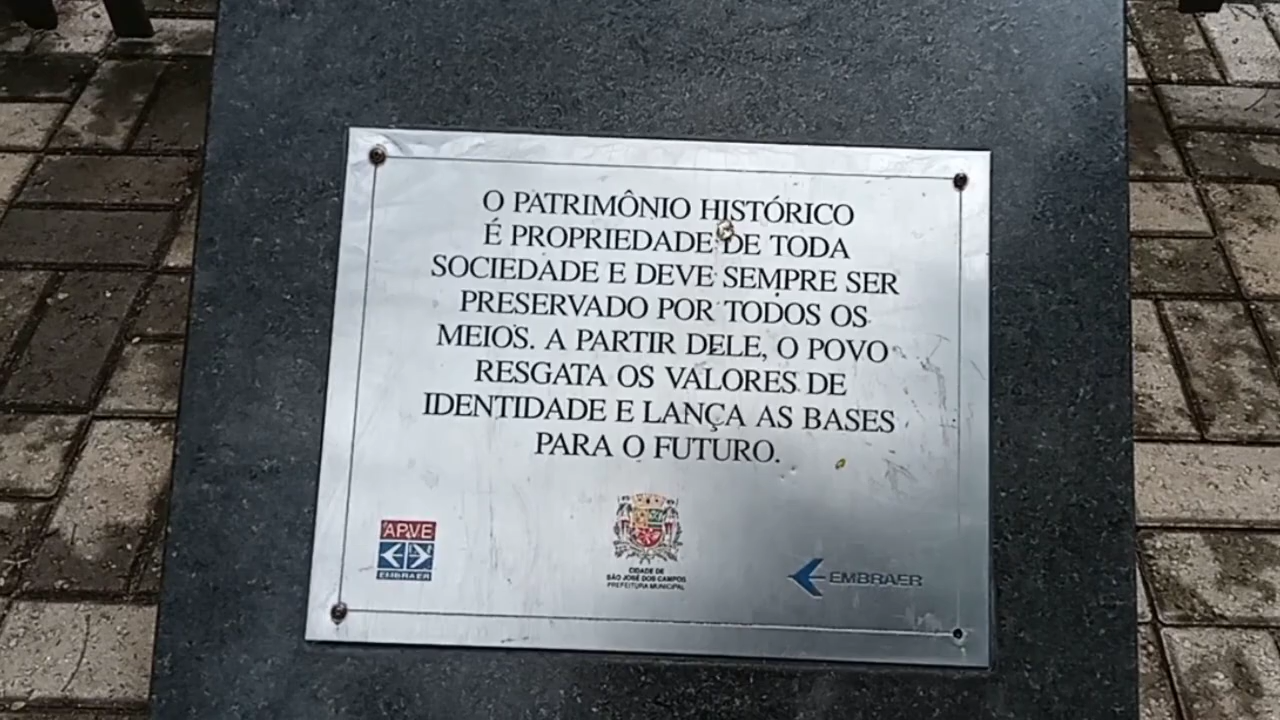 O PATRIMÔNIO HISTÓRICO
É PROPRIEDADE DE TODA
SOCIEDADE E DEVE SEMPRE SER
PRESERVADO POR TODOS OS
MEIOS. A PARTIR DELE, O POVO
RESGATA OS VALORES DE
IDENTIDADE E LANÇA AS BASES
PARA O FUTURO.
APVE
EMBRAER
CIDADE DE
SÃO JOSÉ DOS CAMPOS
PREFEITURA MUNICIPAL
EMBRAER